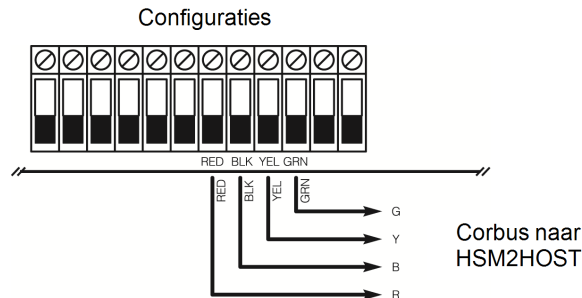 Configuraties
RED BLK YEL GRN
RED BLK YEL GRN
G
Y
B
R
Corbus naar
HSM2HOST